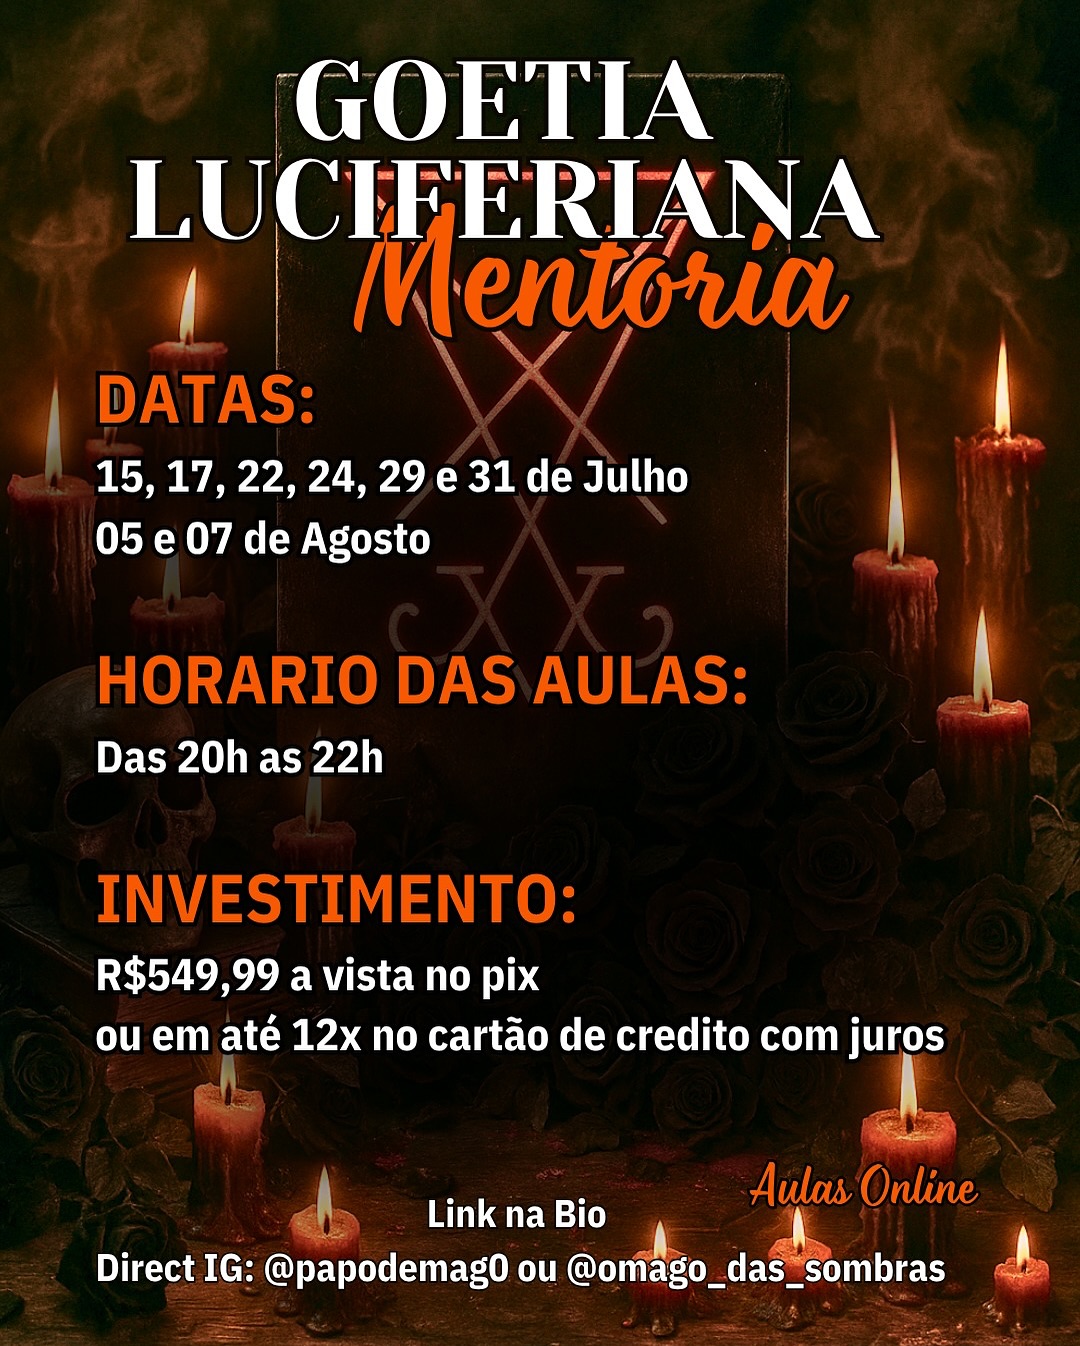 GOETIA
LUCIFERIANA
Mentoria
DATAS:
15, 17, 22, 24, 29 e 31 de Julho
05 e 07 de Agosto
HORARIO DAS AULAS:
Das 20h as 22h
INVESTIMENTO:
R$549,99 a vista no pix
ou em até 12x no cartão de credito com juros
Aulas Online
Link na Bio
Direct IG: @papodemag0 ou @omago_das_sombras